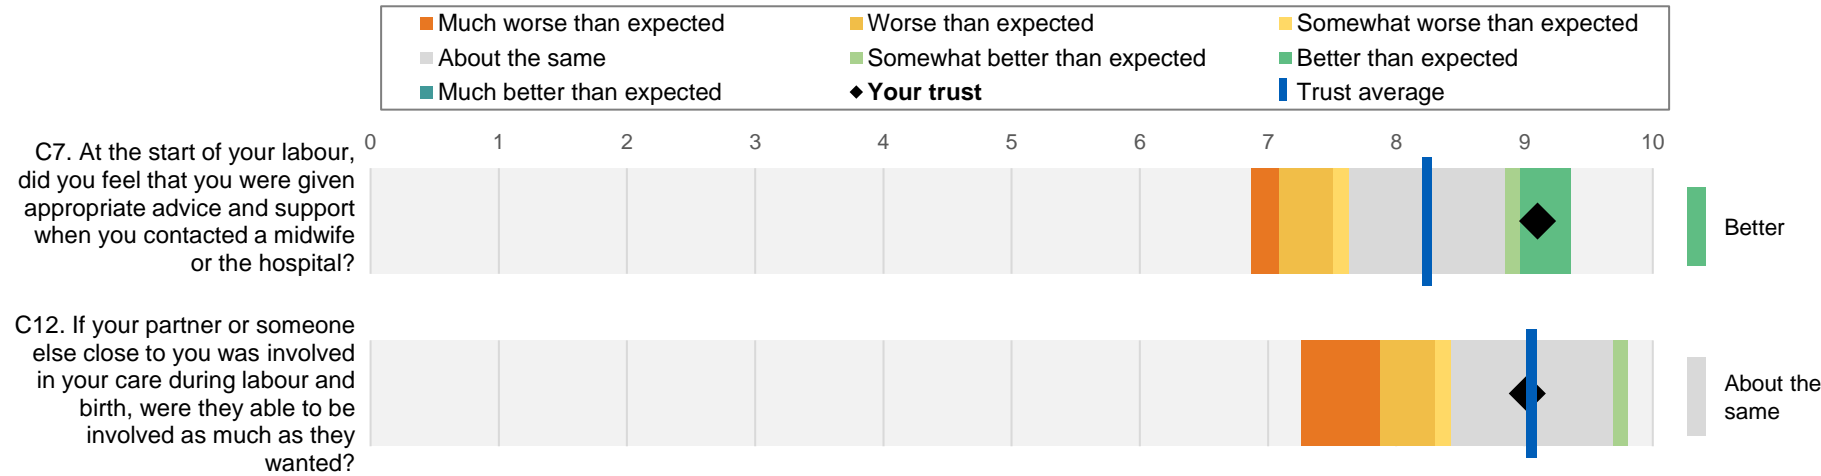 Much worse than expected
Worse than expected
Somewhat worse than expected
About the same
Somewhat better than expected
Better than expected
Much better than expected
Your trust
Trust average
0 1 2 3 4 5 6 7 8 9 10
C7. At the start of your labour,
did you feel that you were given
appropriate advice and support
when you contacted a midwife
or the hospital?
Better
C12. If your partner or someone
else close to you was involved
in your care during labour and
birth, were they able to be
involved as much as they
wanted?
About the
same